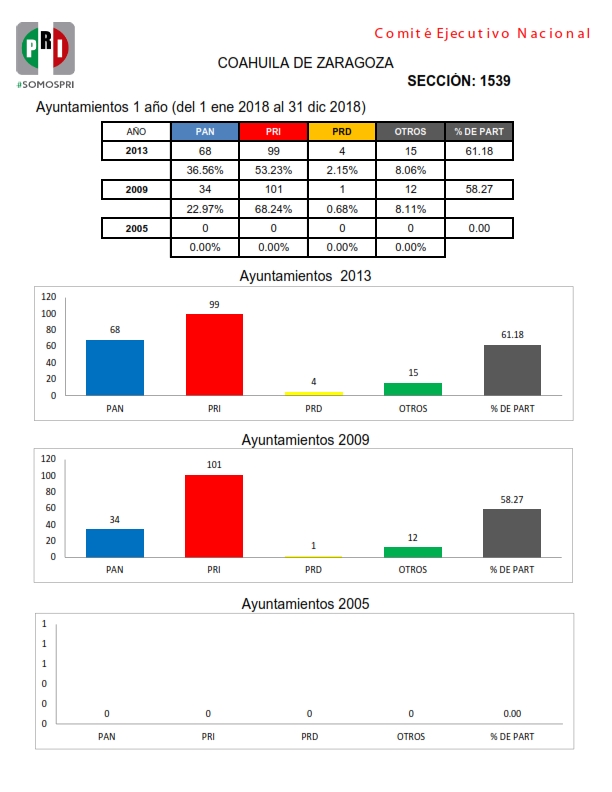 PRI
#SOMOSPRI
Comité Ejecutivo Nacional
COAHUILA DE ZARAGOZA
SECCIÓN: 1539
Ayuntamientos 1 año (del 1 ene 2018 al 31 dic 2018)
AÑO PAN PRI PRD OTROS % DE PART
2013 68 99 4 15 61.18
36.56% 53.23% 2.15% 8.06%
2009 34 101 1 12 58.27
22.97% 68.24% 0.68% 8.11%
2005 0 0 0 0 0.00
0.00% 0.00% 0.00% 0.00%
Ayuntamientos 2013
120
100
80
60
40
20
0
68 99 4 15 61.18
PAN PRI PRD OTROS % DE PART
Ayuntamientos 2009
120
100
80
60
40
20
0
34 101 1 12 58.27
PAN PRI PRD OTROS % DE PART
Ayuntamientos 2005
1
1
1
0
0
0
0 0 0 0 0.00
PAN PRI PRD OTROS % DE PART